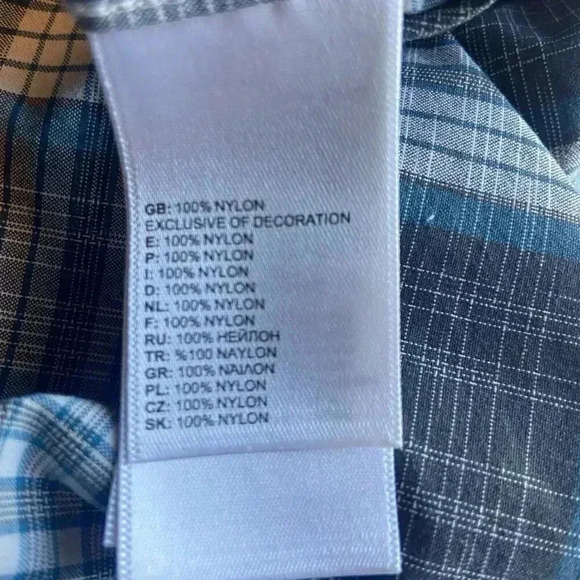 GB: 100% NYLON
EXCLUSIVE OF DECORATION
E: 100% NYLON
P: 100% NYLON
I: 100% NYLON
D: 100% NYLON
NL: 100% NYLON
F: 100% NYLON
RU: 100% НЕЙЛОН
TR: %100 NAYLON
GR: 100% ΝΑΪΛΟΝ
PL: 100% NYLON
CZ: 100% NYLON
SK: 100% NYLON